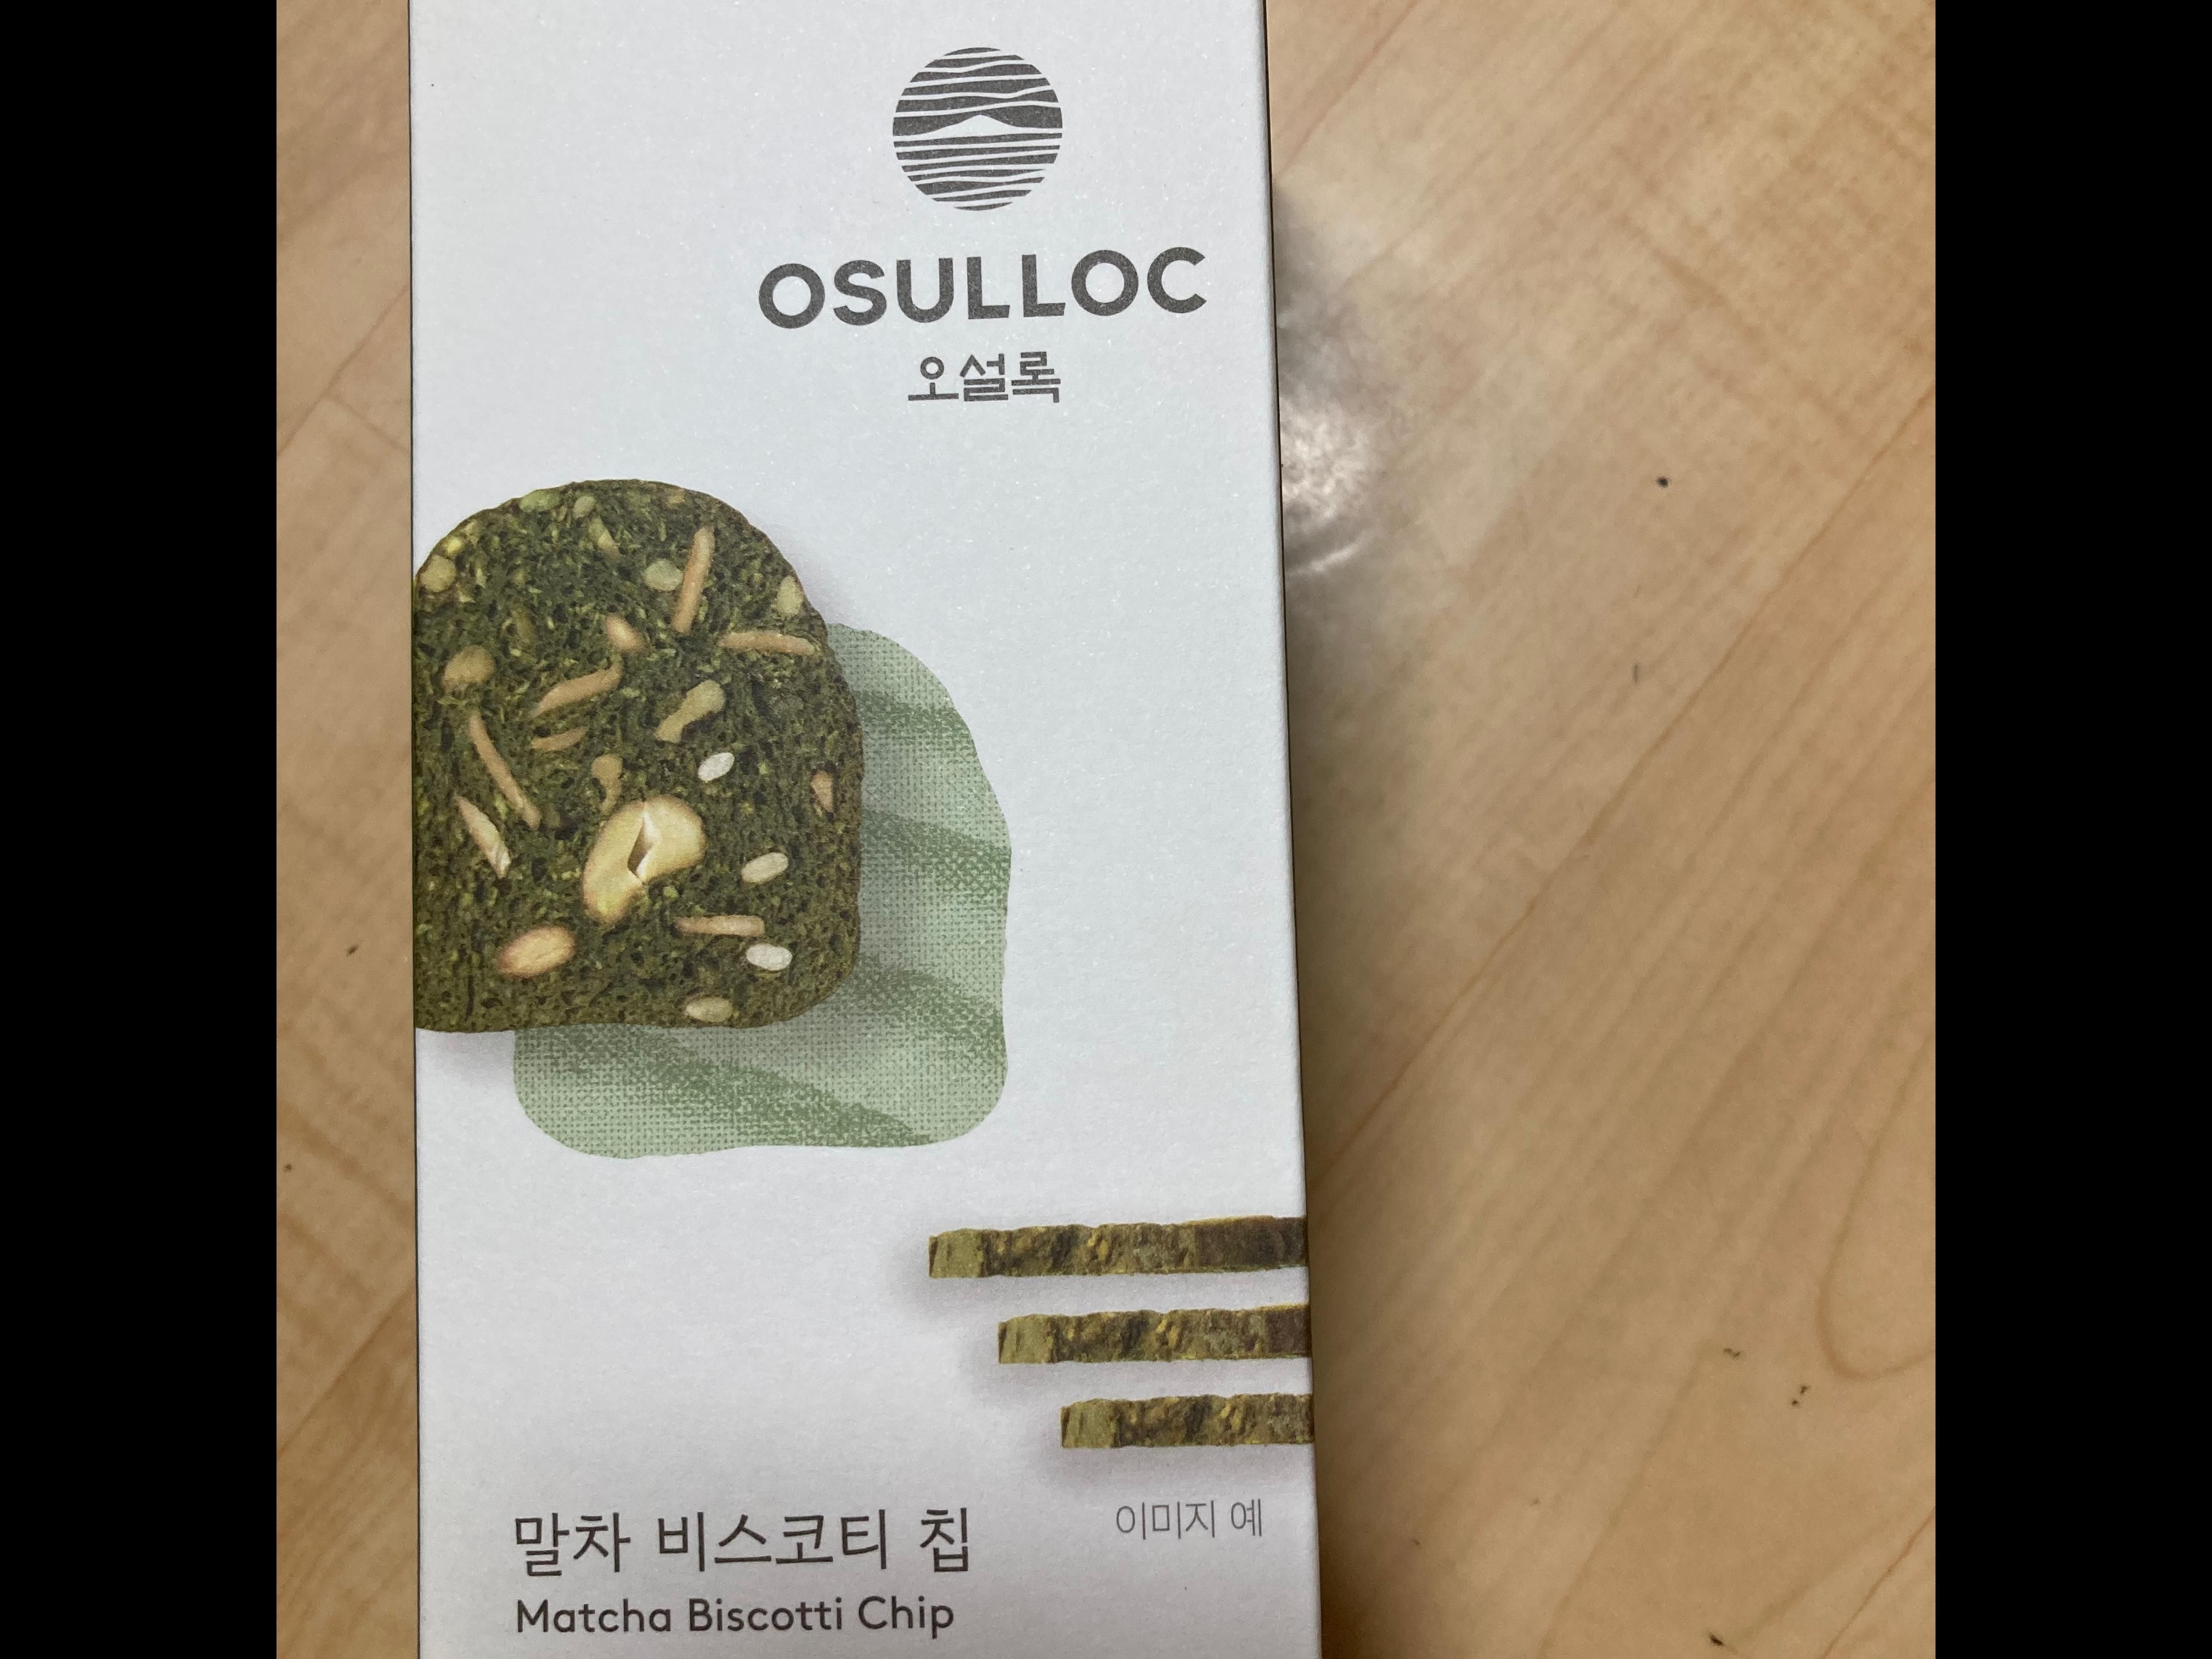 OSULLOC
오설록
이미지 예
말차 비스코티 칩
Matcha Biscotti Chip